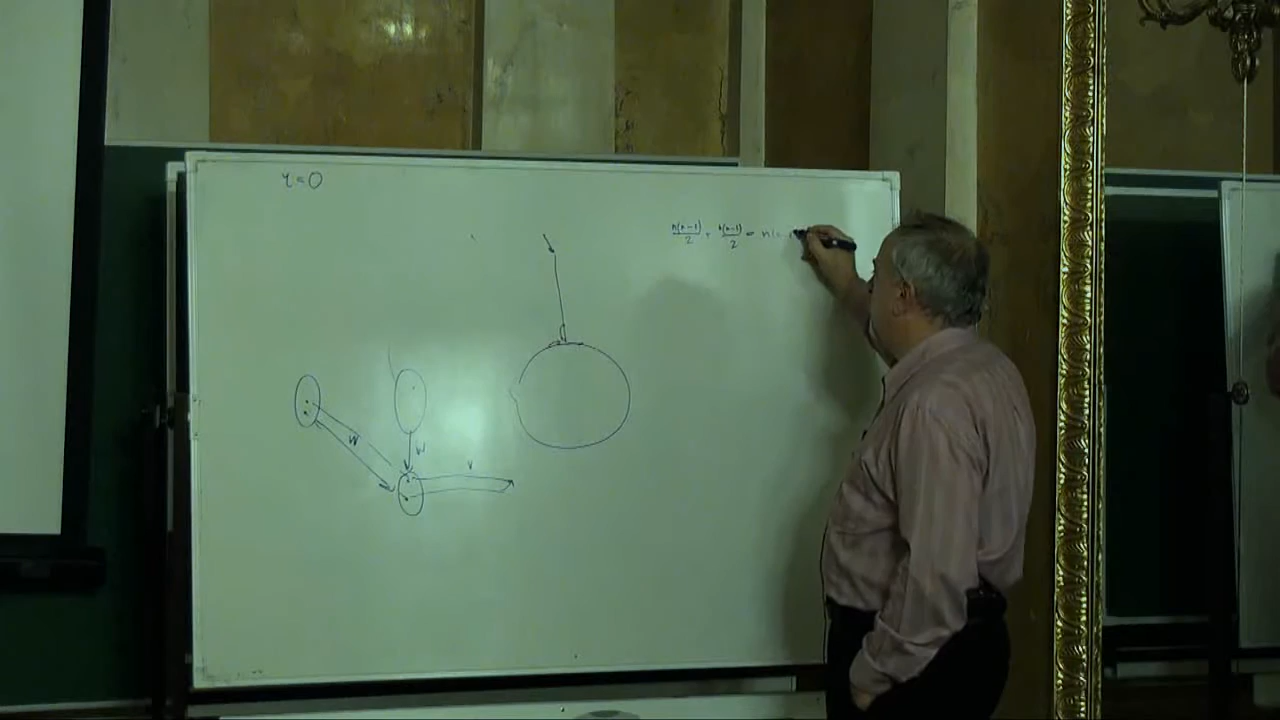 r=0
n(n-1)/2 + n(n-1)/2 = n(
W
W
v